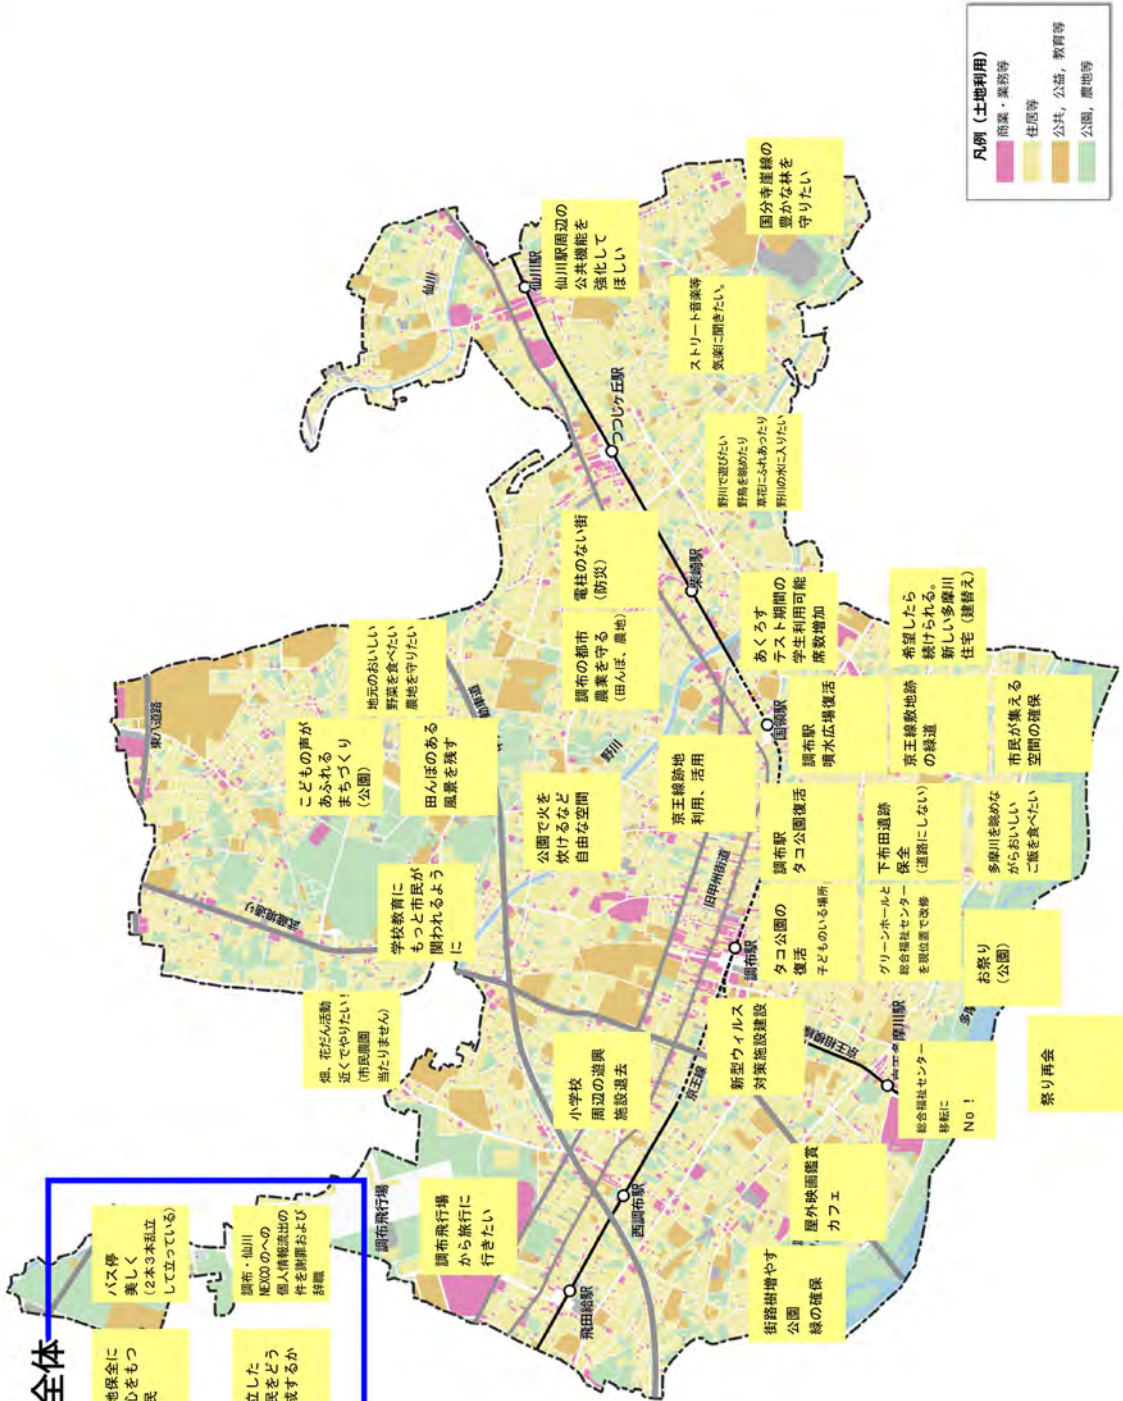 全体
バス停
美しく
（2本3本乱立
して立っている）
調布・仙川
NEXCOのへの
個人情報流出の
件を謝罪および
辞職
東八道路
武蔵境通り
仙川
仙川駅
つつじヶ丘駅
柴崎駅
国領駅
調布駅
西調布駅
飛田給駅
調布飛行場
野川
旧甲州街道
京王線
京王相模線
畑、花だん活動
近くでやりたい！
（市民農園
当たりません）
学校教育に
もっと市民が
関われるよう
に
こどもの声が
あふれる
まちづくり
（公園）
地元のおいしい
野菜を食べたい
農地を守りたい
田んぼのある
風景を残す
調布飛行場
から旅行に
行きたい
公園で火を
炊けるなど
自由な空間
調布の都市
農業を守る
（田んぼ、農地）
電柱のない街
（防災）
仙川駅周辺の
公共機能を
強化して
ほしい
小学校
周辺の遊興
施設退去
京王線跡地
利用、活用
野川で遊びたい
野鳥を眺めたり
草花にふれあったり
野川の水に入りたい
ストリート音楽等
気楽に聞きたい。
国分寺崖線の
豊かな林を
守りたい
新型ウィルス
対策施設建設
タコ公園の
復活
子どものいる場所
調布駅
タコ公園復活
調布駅
噴水広場復活
あくろす
テスト期間の
学生利用可能
席数増加
街路樹増やす
公園
緑の確保
屋外映画鑑賞
カフェ
総合福祉センター
移転に
No！
グリーンホールと
総合福祉センター
を現位置で改修
下布田遺跡
保全
（道路にしない）
京王線敷地跡
の緑道
希望したら
続けられる。
新しい多摩川
住宅（建替え）
お祭り
（公園）
多摩川を眺めな
がらおいしい
ご飯を食べたい
市民が集える
空間の確保
祭り再会
凡例（土地利用）
商業・業務等
住居等
公共，公益，教育等
公園，農地等